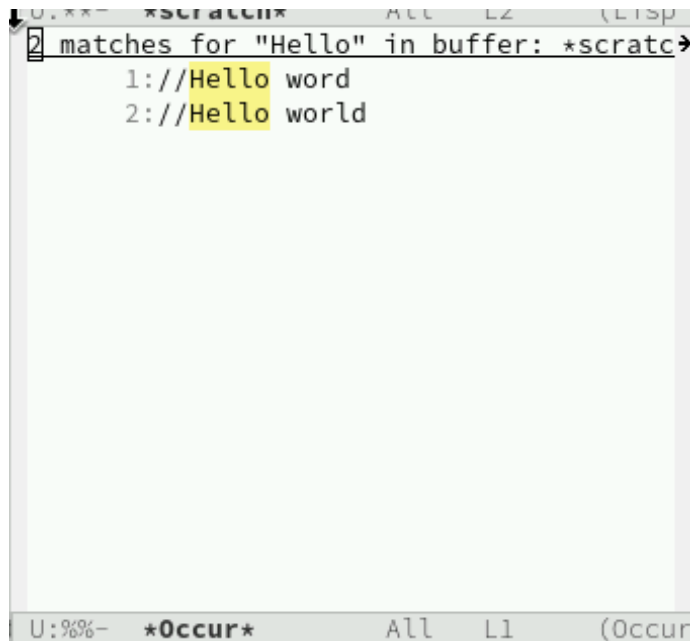 U:**-  *scratch*      All   L2     (Lisp
2 matches for "Hello" in buffer: *scratc
1://Hello word
2://Hello world
U:%%-  *Occur*        All   L1     (Occur